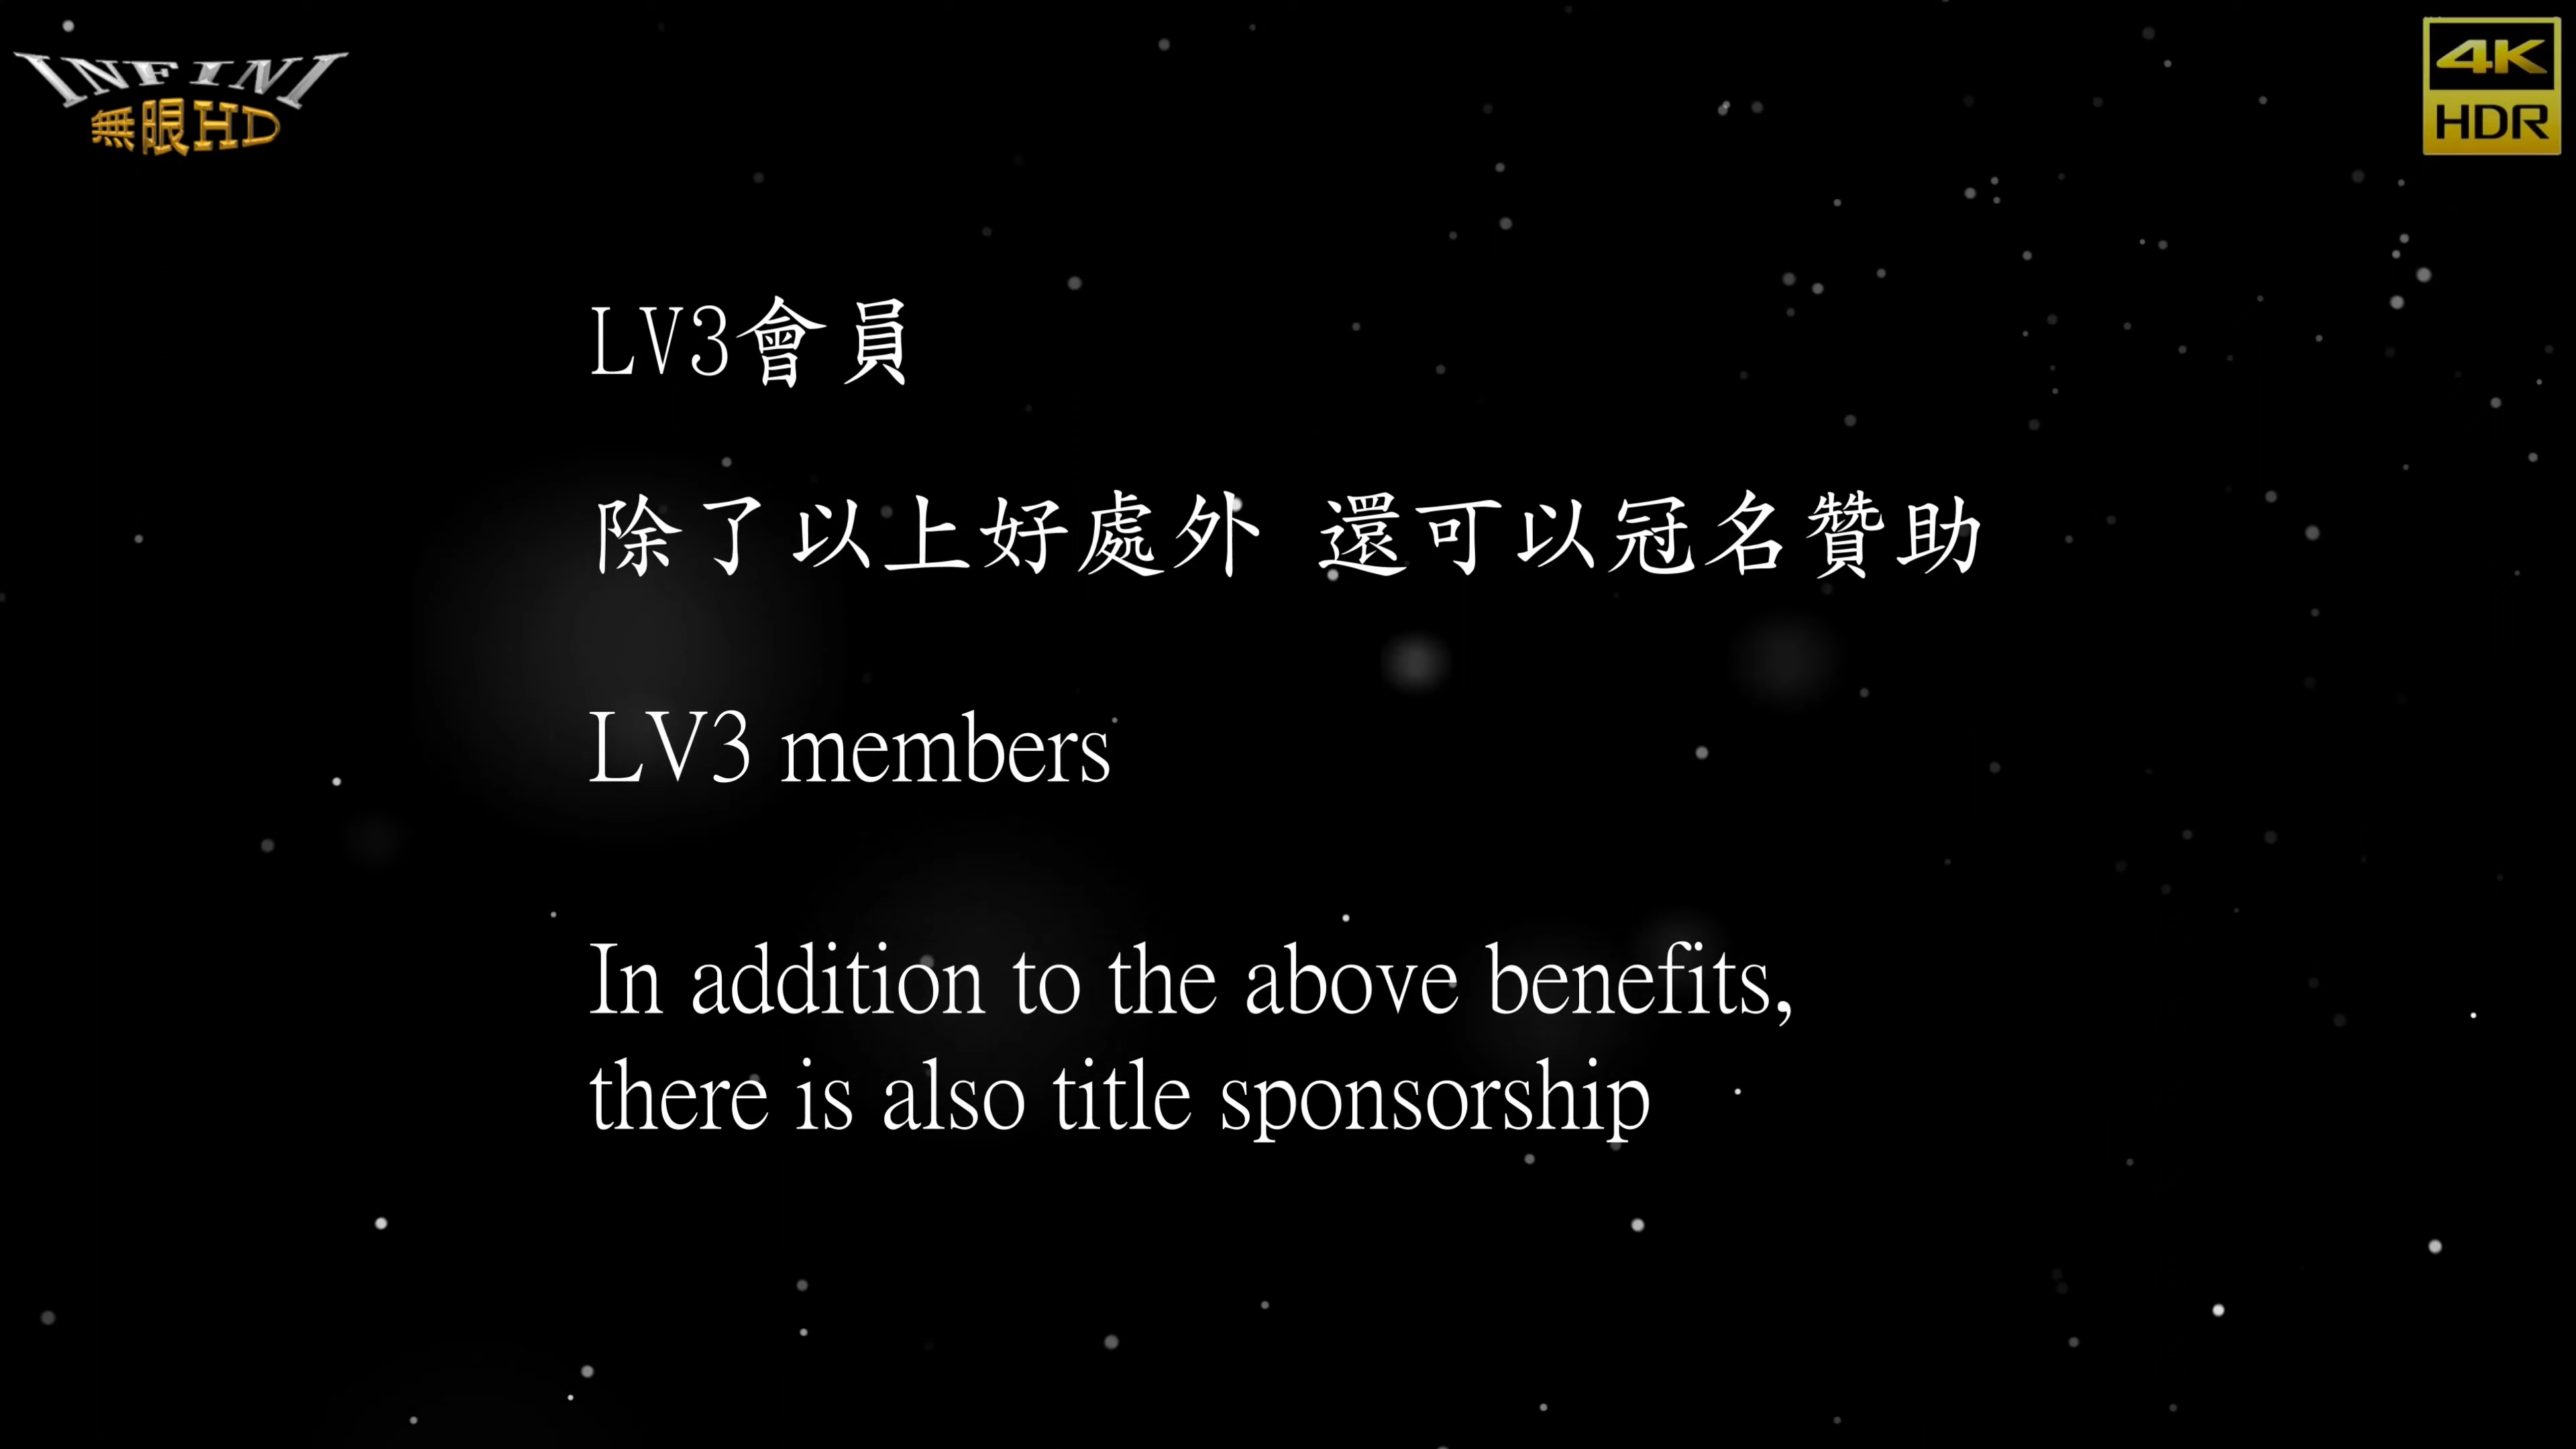 INFINI
無限HD
4K
HDR
LV3會員
除了以上好處外 還可以冠名贊助
LV3 members
In addition to the above benefits,
there is also title sponsorship